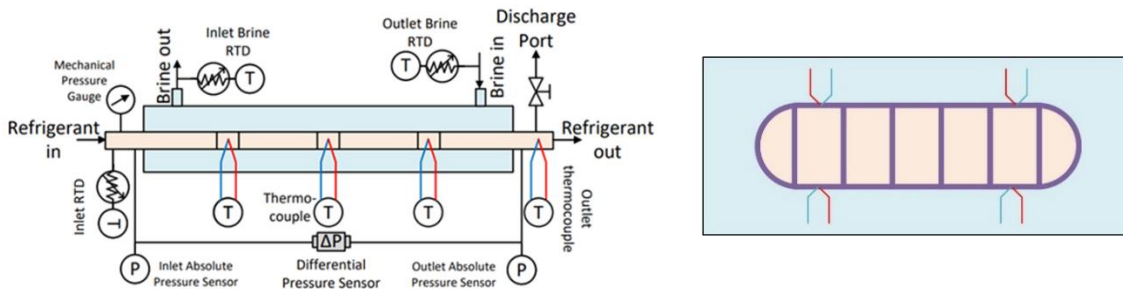 Discharge
Port
Inlet Brine
RTD
Outlet Brine
RTD
Mechanical
Pressure
Gauge
Brine out
T
T
Brine in
Refrigerant
in
Refrigerant
out
Inlet RTD
T
Thermo-
couple
T
T
T
T
Outlet
thermocouple
ΔP
P
Inlet Absolute
Pressure Sensor
Differential
Pressure Sensor
Outlet Absolute
Pressure Sensor
P